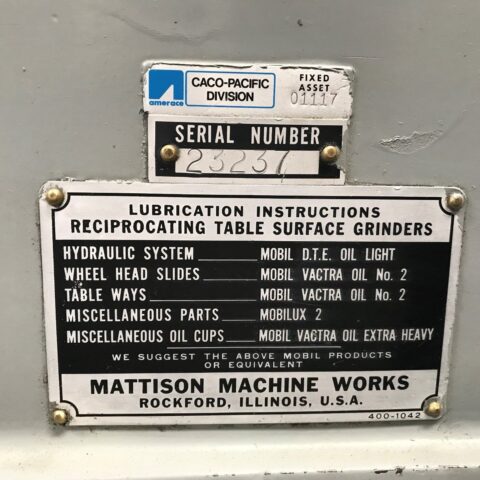 amerace
CACO-PACIFIC
DIVISION
FIXED
ASSET
01117
SERIAL NUMBER
23237
LUBRICATION INSTRUCTIONS
RECIPROCATING TABLE SURFACE GRINDERS
HYDRAULIC SYSTEM MOBIL D.T.E. OIL LIGHT
WHEEL HEAD SLIDES MOBIL VACTRA OIL No. 2
TABLE WAYS MOBIL VACTRA OIL No. 2
MISCELLANEOUS PARTS MOBILUX 2
MISCELLANEOUS OIL CUPS MOBIL VACTRA OIL EXTRA HEAVY
WE SUGGEST THE ABOVE MOBIL PRODUCTS
OR EQUIVALENT
MATTISON MACHINE WORKS
ROCKFORD, ILLINOIS, U.S.A.
400-1042